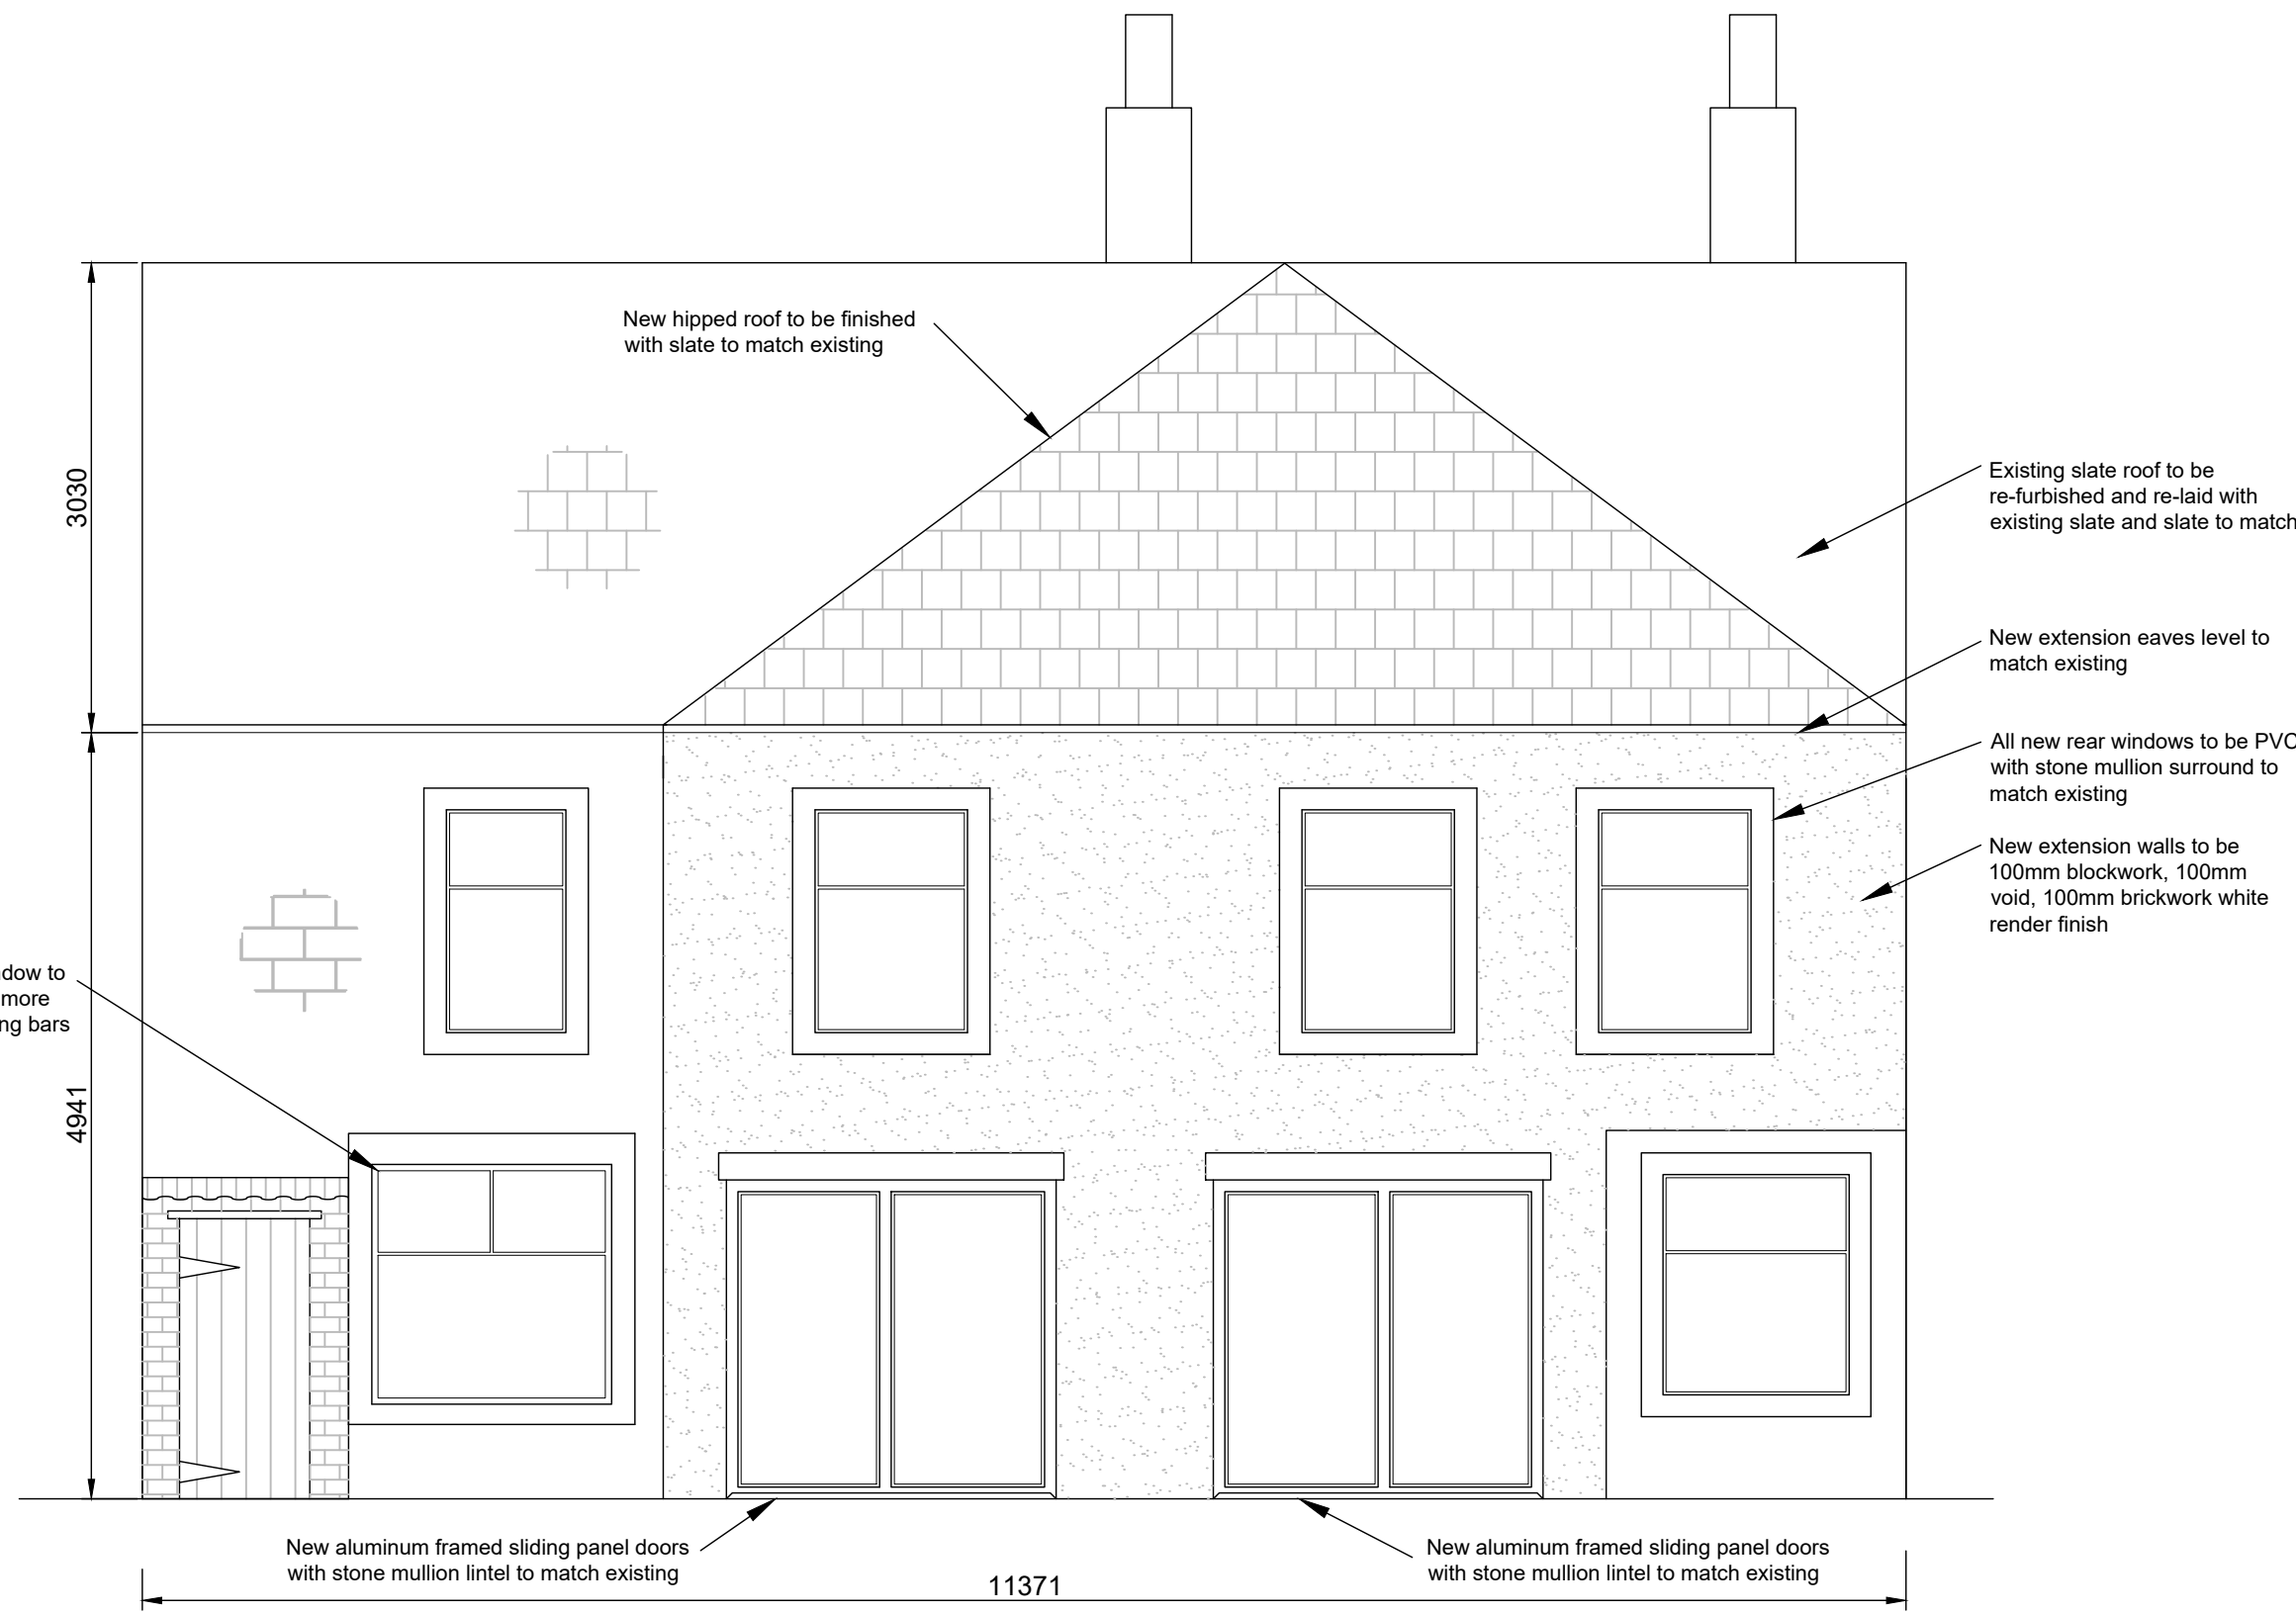 New hipped roof to be finished
with slate to match existing
3030
Existing slate roof to be
re-furbished and re-laid with
existing slate and slate to match
New extension eaves level to
match existing
All new rear windows to be PVC
with stone mullion surround to
match existing
New extension walls to be
100mm blockwork, 100mm
void, 100mm brickwork white
render finish
to
more
bars
4941
New aluminum framed sliding panel doors
with stone mullion lintel to match existing
New aluminum framed sliding panel doors
with stone mullion lintel to match existing
11371